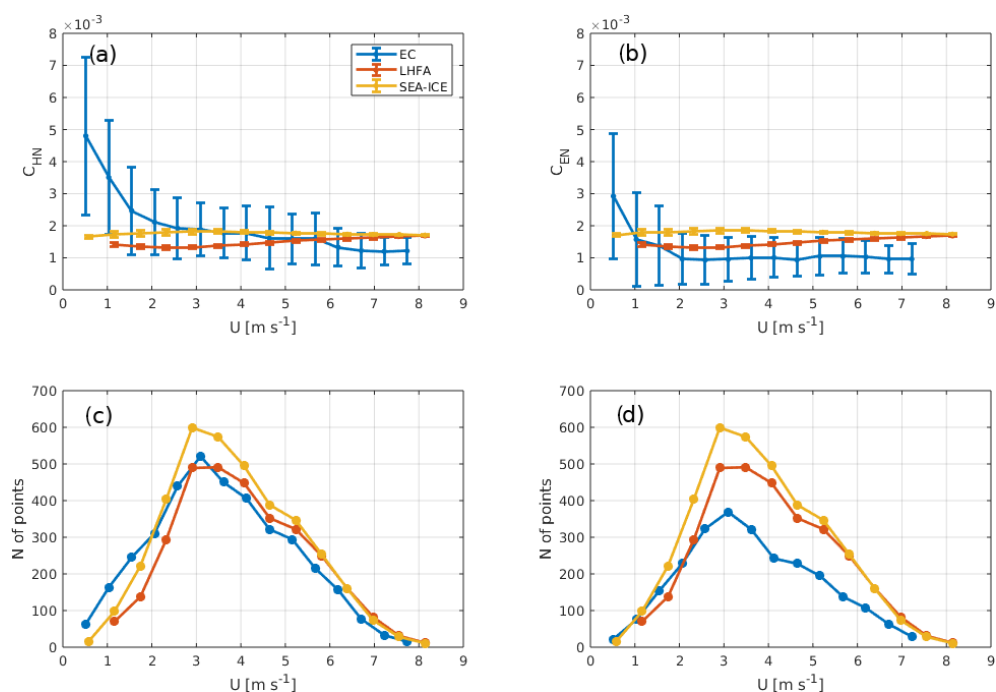 ×10⁻³
(a)
EC
LHFA
SEA-ICE
C_HN
8
7
6
5
4
3
2
1
0
0 1 2 3 4 5 6 7 8 9
U [m s⁻¹]
×10⁻³
(b)
C_EN
8
7
6
5
4
3
2
1
0
0 1 2 3 4 5 6 7 8 9
U [m s⁻¹]
(c)
N of points
700
600
500
400
300
200
100
0
0 1 2 3 4 5 6 7 8 9
U [m s⁻¹]
(d)
N of points
700
600
500
400
300
200
100
0
0 1 2 3 4 5 6 7 8 9
U [m s⁻¹]